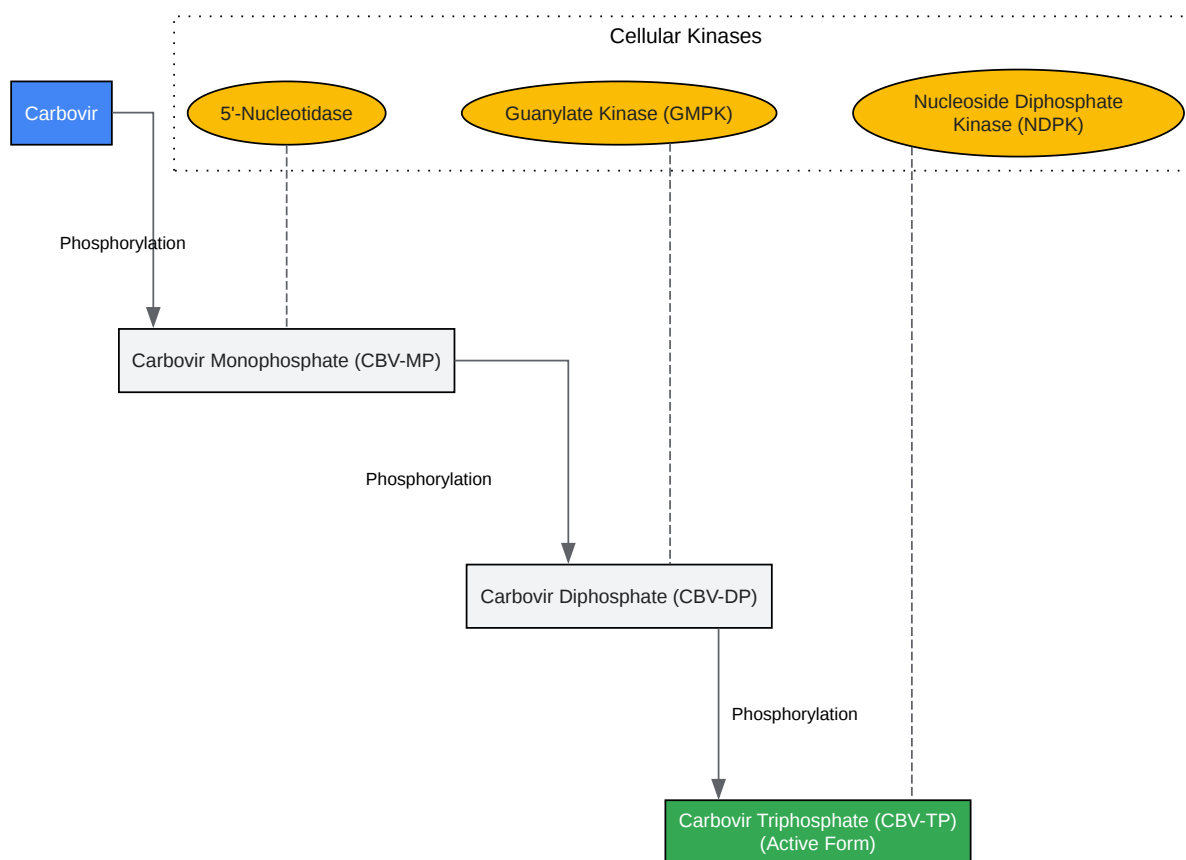 Cellular Kinases
Carbovir
5'-Nucleotidase
Guanylate Kinase (GMPK)
Nucleoside Diphosphate
Kinase (NDPK)
Phosphorylation
Carbovir Monophosphate (CBV-MP)
Phosphorylation
Carbovir Diphosphate (CBV-DP)
Phosphorylation
Carbovir Triphosphate (CBV-TP)
(Active Form)